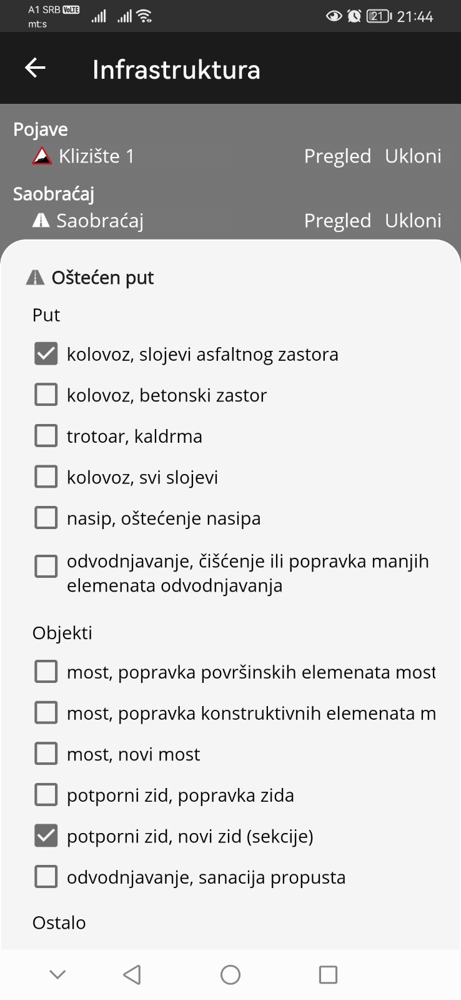 A1 SRB VoLTE
mt:s
21
21:44
Infrastruktura
Pojave
Klizište 1 Pregled Ukloni
Saobraćaj
Saobraćaj Pregled Ukloni
Oštećen put
Put
kolovoz, slojevi asfaltnog zastora
kolovoz, betonski zastor
trotoar, kaldrma
kolovoz, svi slojevi
nasip, oštećenje nasipa
odvodnjavanje, čišćenje ili popravka manjih
elemenata odvodnjavanja
Objekti
most, popravka površinskih elemenata most
most, popravka konstruktivnih elemenata m
most, novi most
potporni zid, popravka zida
potporni zid, novi zid (sekcije)
odvodnjavanje, sanacija propusta
Ostalo